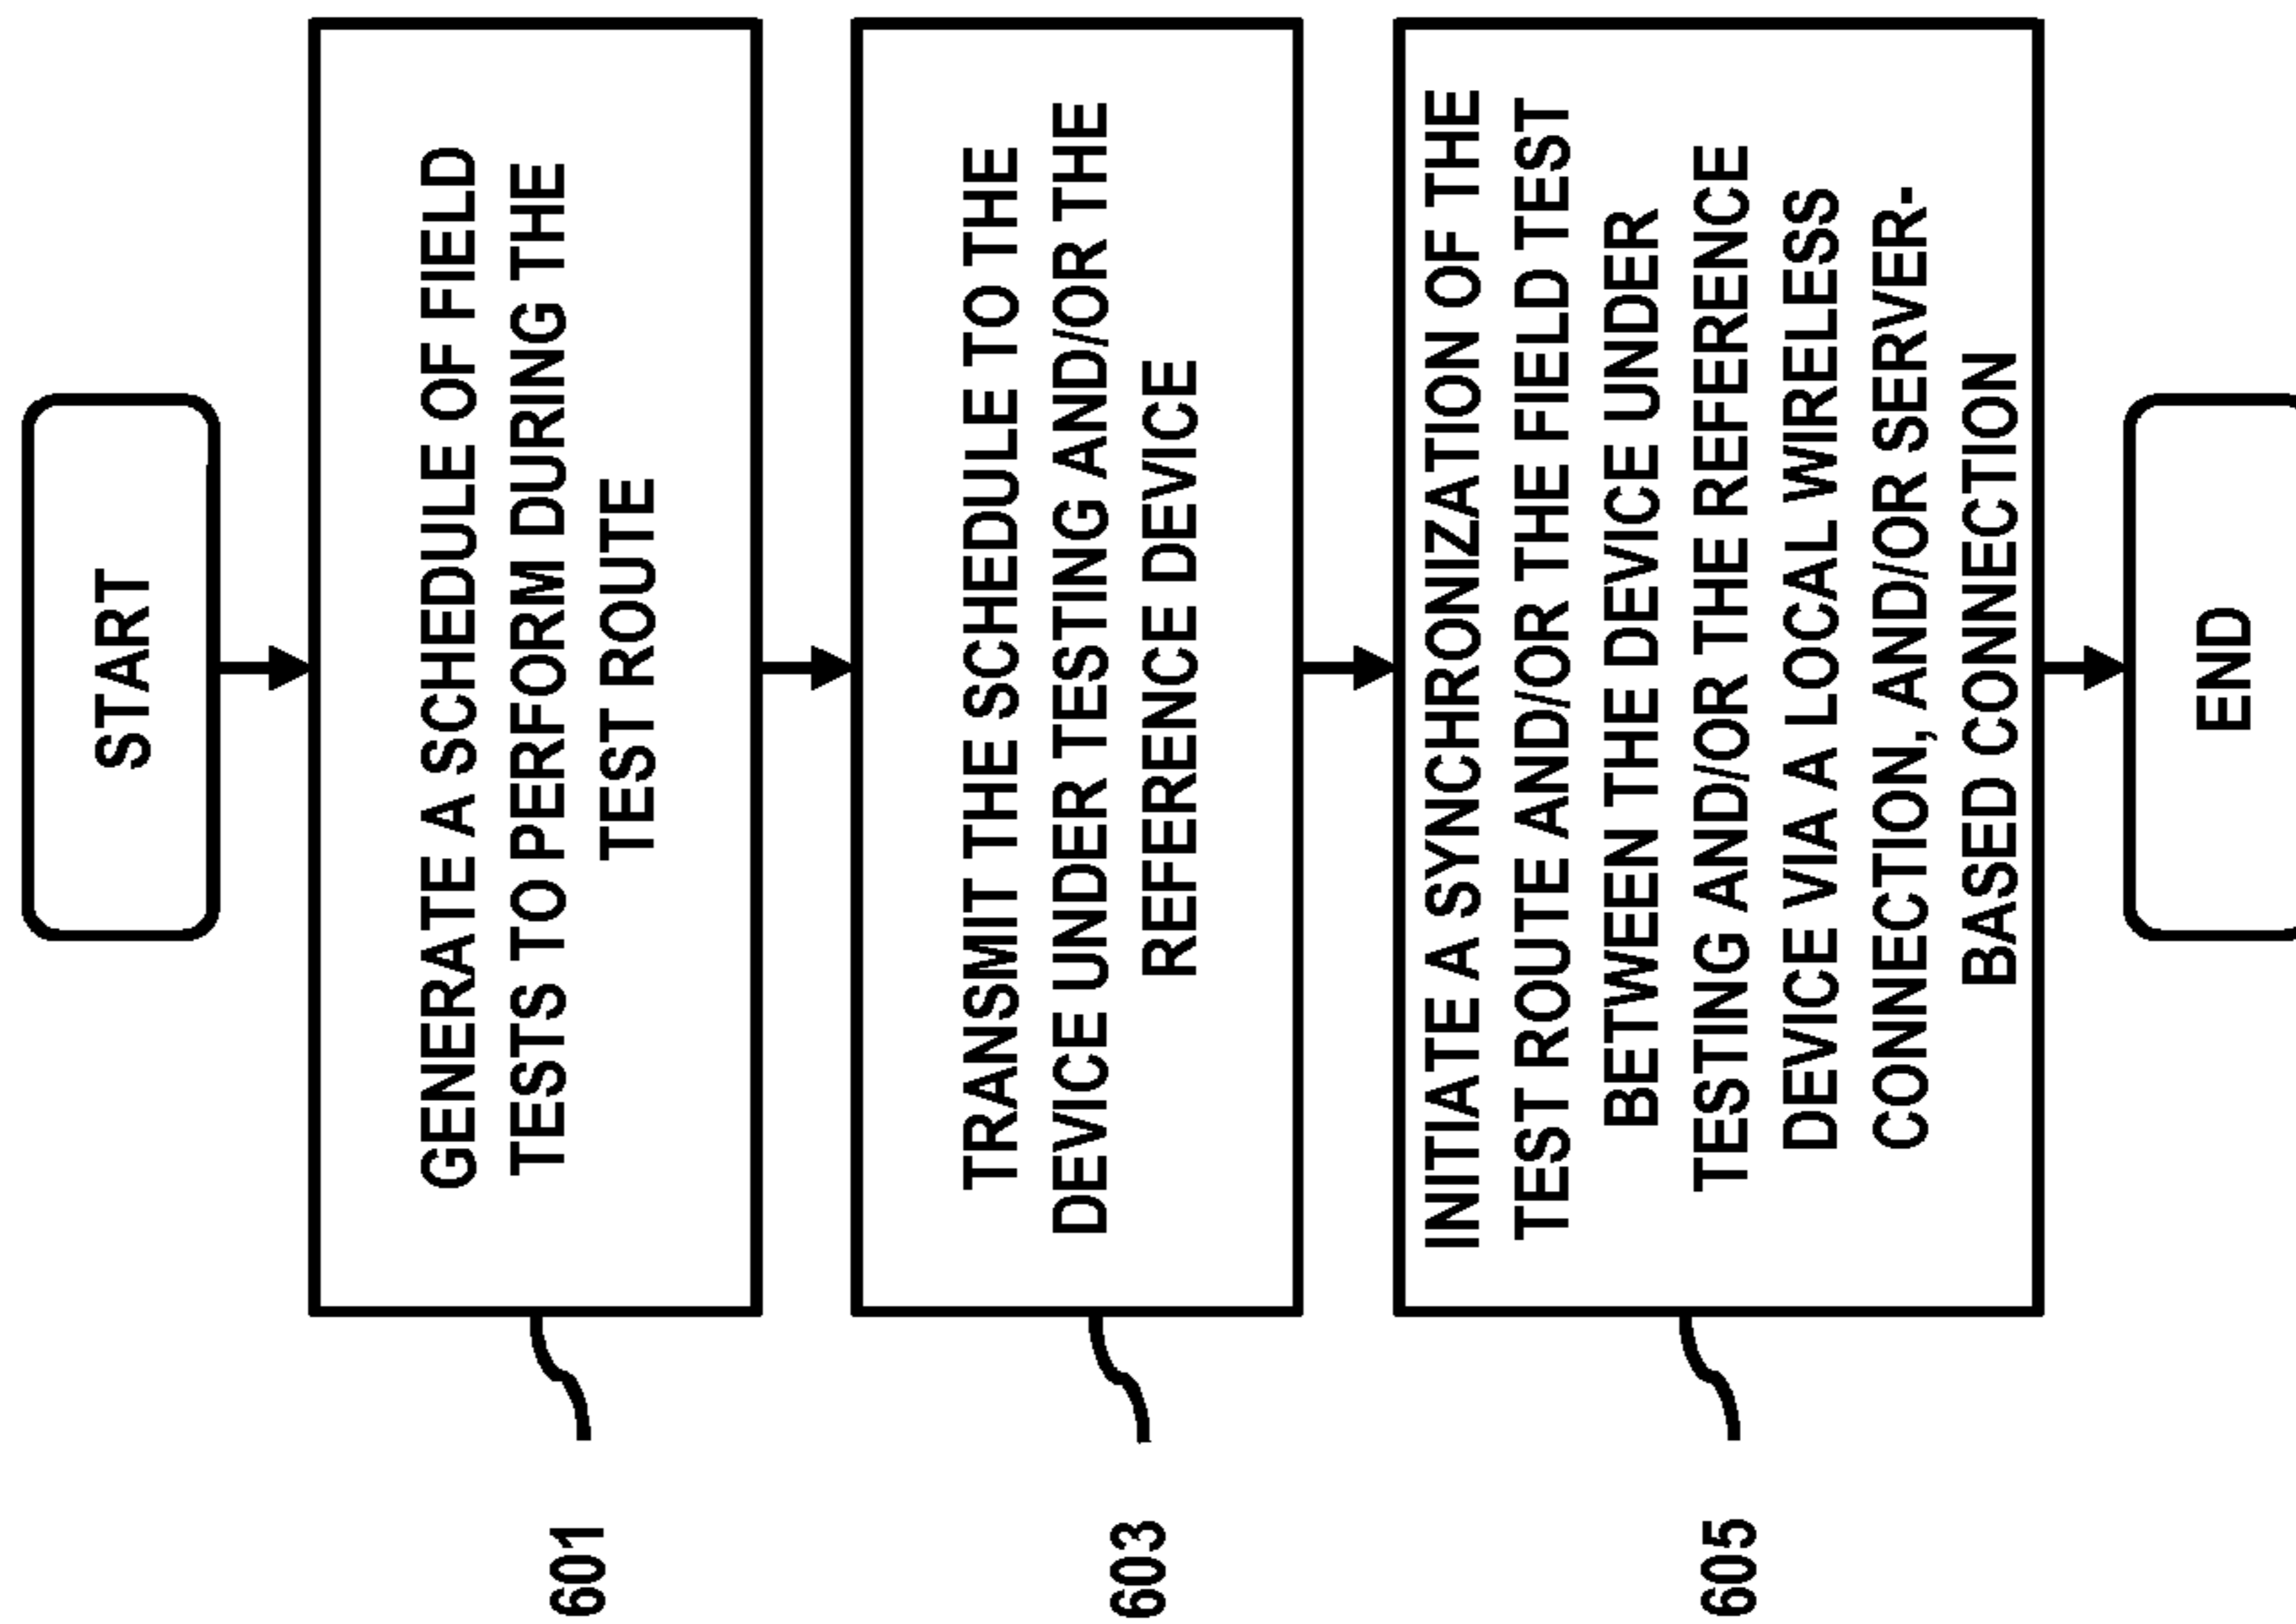 START
GENERATE A SCHEDULE OF FIELD
TESTS TO PERFORM DURING THE
TEST ROUTE
601
TRANSMIT THE SCHEDULE TO THE
DEVICE UNDER TESTING AND/OR THE
REFERENCE DEVICE
603
INITIATE A SYNCHRONIZATION OF THE
TEST ROUTE AND/OR THE FIELD TEST
BETWEEN THE DEVICE UNDER
TESTING AND/OR THE REFERENCE
DEVICE VIA A LOCAL WIRELESS
CONNECTION, AND/OR SERVER-
BASED CONNECTION
605
END